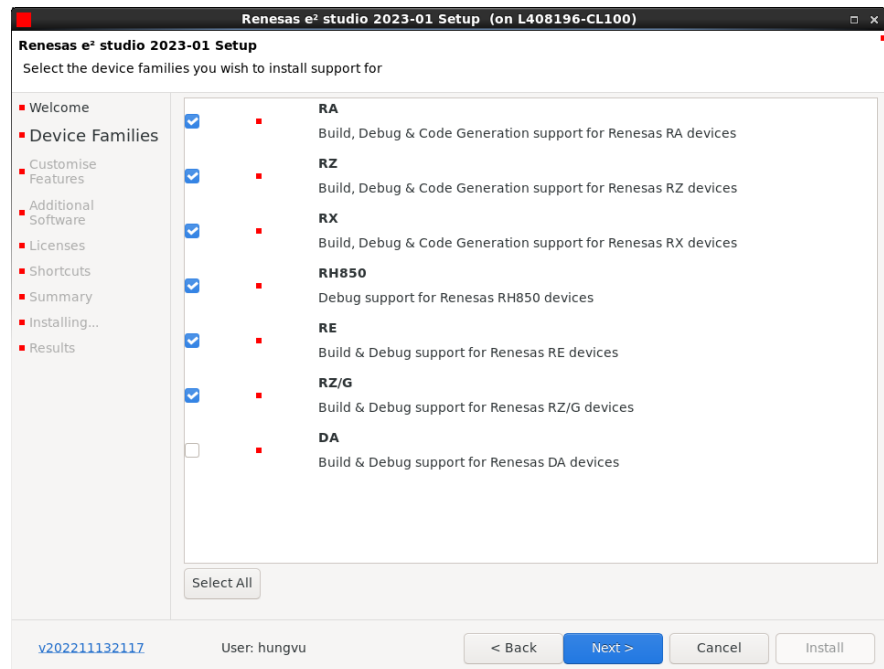 Renesas e² studio 2023-01 Setup (on L408196-CL100)
Renesas e² studio 2023-01 Setup
Select the device families you wish to install support for
Welcome
Device Families
Customise
Features
Additional
Software
Licenses
Shortcuts
Summary
Installing...
Results
RA
Build, Debug & Code Generation support for Renesas RA devices
RZ
Build, Debug & Code Generation support for Renesas RZ devices
RX
Build, Debug & Code Generation support for Renesas RX devices
RH850
Debug support for Renesas RH850 devices
RE
Build & Debug support for Renesas RE devices
RZ/G
Build & Debug support for Renesas RZ/G devices
DA
Build & Debug support for Renesas DA devices
Select All
v202211132117
User: hungvu
< Back
Next >
Cancel
Install